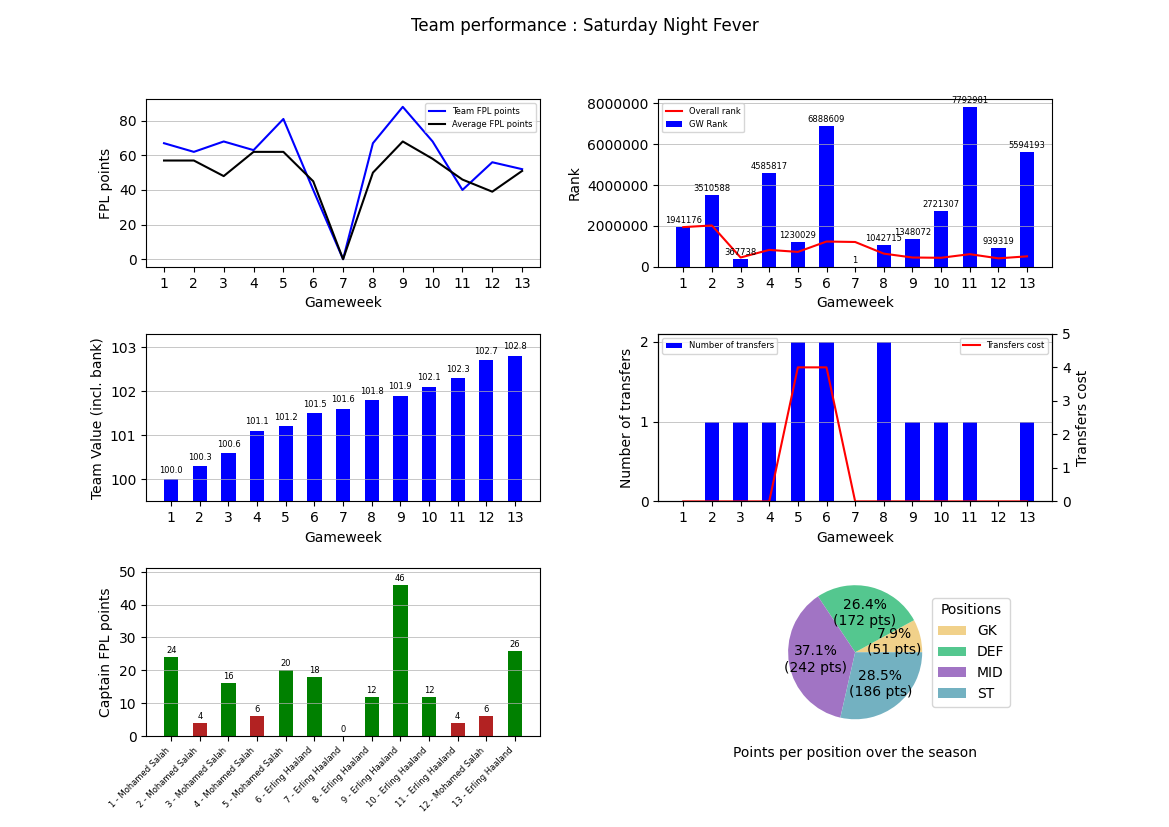 Team performance : Saturday Night Fever
FPL points
80
60
40
20
0
Team FPL points
Average FPL points
1 2 3 4 5 6 7 8 9 10 11 12 13
Gameweek
Rank
8000000
6000000
4000000
2000000
0
Overall rank
GW Rank
1941176
3510588
367738
4585817
1230029
6888609
1
1042715
1348072
2721307
7792981
939319
5594193
1 2 3 4 5 6 7 8 9 10 11 12 13
Gameweek
Team Value (incl. bank)
103
102
101
100
100.0
100.3
100.6
101.1
101.2
101.5
101.6
101.8
101.9
102.1
102.3
102.7
102.8
1 2 3 4 5 6 7 8 9 10 11 12 13
Gameweek
Number of transfers
2
1
0
Number of transfers
Transfers cost
5
4
3
2
1
0
Transfers cost
1 2 3 4 5 6 7 8 9 10 11 12 13
Gameweek
Captain FPL points
50
40
30
20
10
0
24
4
16
6
20
18
0
12
46
12
4
6
26
1 - Mohamed Salah
2 - Mohamed Salah
3 - Mohamed Salah
4 - Mohamed Salah
5 - Mohamed Salah
6 - Erling Haaland
7 - Erling Haaland
8 - Erling Haaland
9 - Erling Haaland
10 - Erling Haaland
11 - Erling Haaland
12 - Mohamed Salah
13 - Erling Haaland
26.4%
(172 pts)
7.9%
(51 pts)
37.1%
(242 pts)
28.5%
(186 pts)
Positions
GK
DEF
MID
ST
Points per position over the season